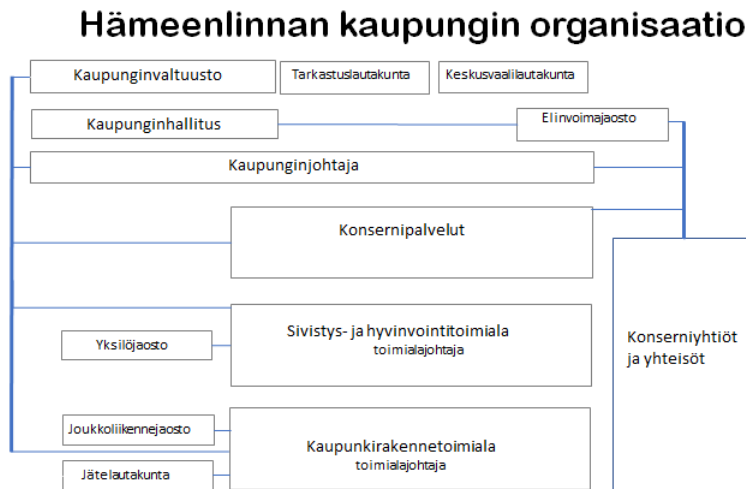 Hämeenlinnan kaupungin organisaatio
Kaupunginvaltuusto
Tarkastuslautakunta
Keskusvaalilautakunta
Kaupunginhallitus
Elinvoimajaosto
Kaupunginjohtaja
Konsernipalvelut
Sivistys- ja hyvinvointitoimiala
toimialajohtaja
Yksilöjaosto
Konserniyhtiöt
ja yhteisöt
Joukkoliikennejaosto
Kaupunkirakennetoimiala
toimialajohtaja
Jätelautakunta